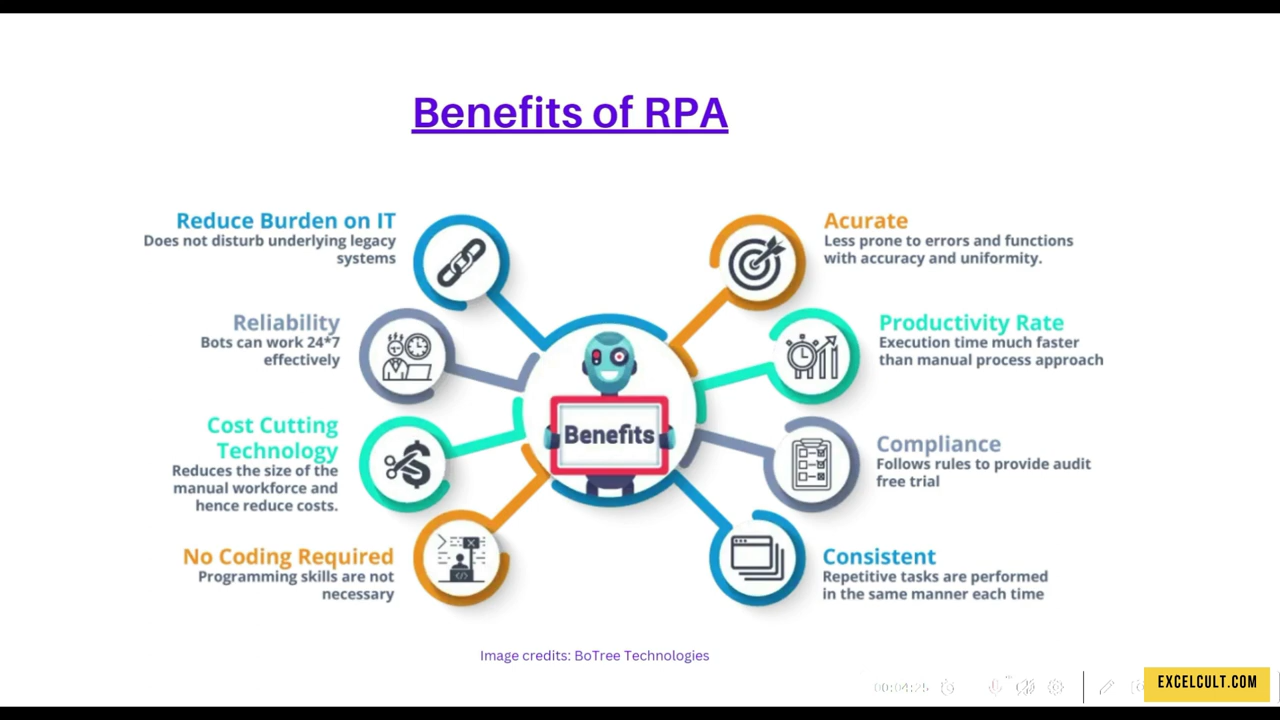 Benefits of RPA
Reduce Burden on IT
Does not disturb underlying legacy
systems
Reliability
Bots can work 24*7
effectively
Cost Cutting
Technology
Reduces the size of the
manual workforce and
hence reduce costs.
No Coding Required
Programming skills are not
necessary
Benefits
Acurate
Less prone to errors and functions
with accuracy and uniformity.
Productivity Rate
Execution time much faster
than manual process approach
Compliance
Follows rules to provide audit
free trial
Consistent
Repetitive tasks are performed
in the same manner each time
Image credits: BoTree Technologies
00:04:25
EXCELCULT.COM